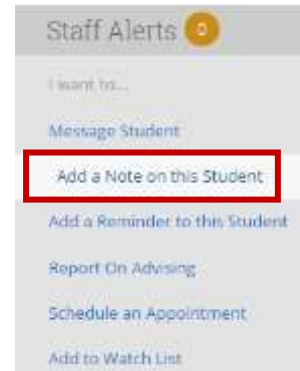 Staff Alerts 0
I want to...
Message Student
Add a Note on this Student
Add a Reminder to this Student
Report On Advising
Schedule an Appointment
Add to Watch List